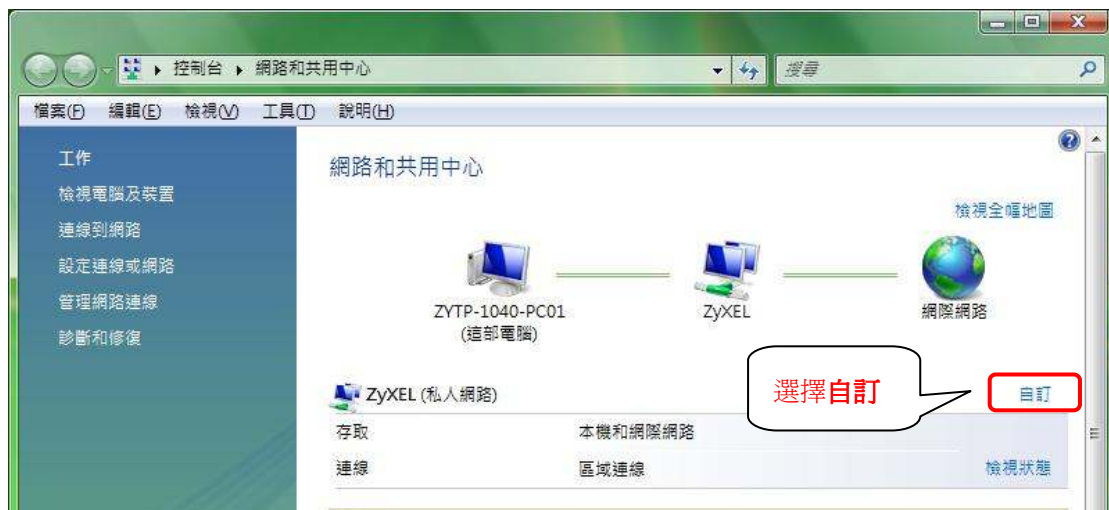 控制台 ▸ 網路和共用中心
搜尋
檔案(F) 編輯(E) 檢視(V) 工具(T) 說明(H)
工作
檢視電腦及裝置
連線到網路
設定連線或網路
管理網路連線
診斷和修復
網路和共用中心
檢視全幅地圖
ZYTP-1040-PC01
(這部電腦)
ZyXEL
網際網路
選擇自訂
ZyXEL (私人網路)
自訂
存取 本機和網際網路
連線 區域連線 檢視狀態